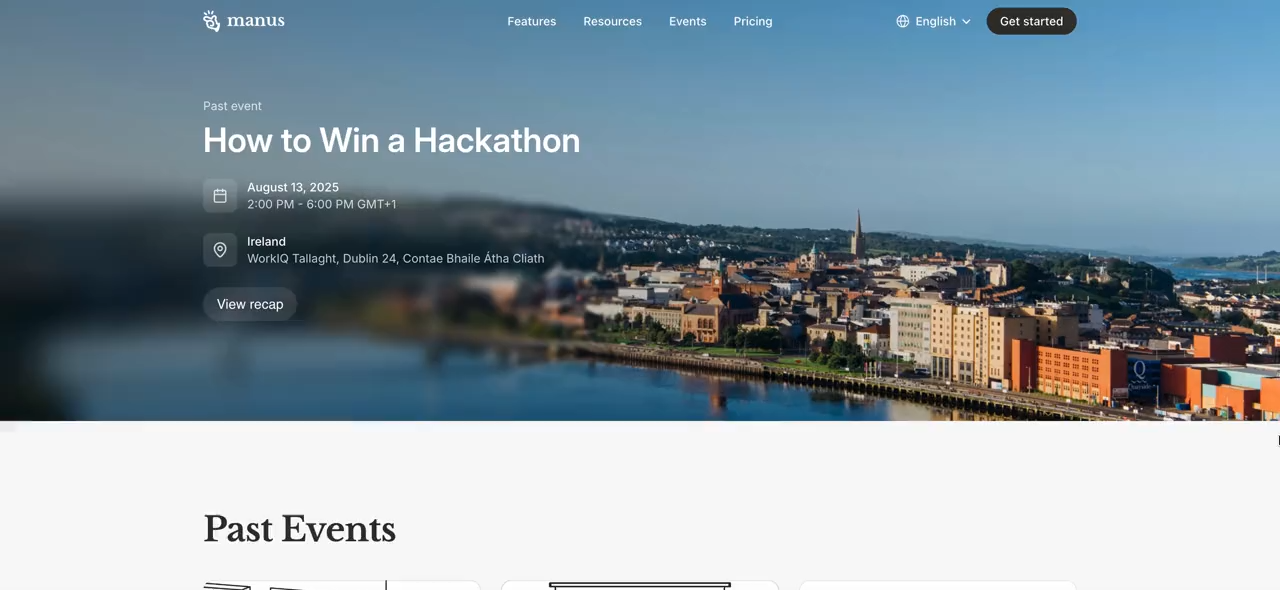 manus
Features
Resources
Events
Pricing
English
Get started
Past event
How to Win a Hackathon
August 13, 2025
2:00 PM - 6:00 PM GMT+1
Ireland
WorkIQ Tallaght, Dublin 24, Contae Bhaile Átha Cliath
View recap
Q
Past Events